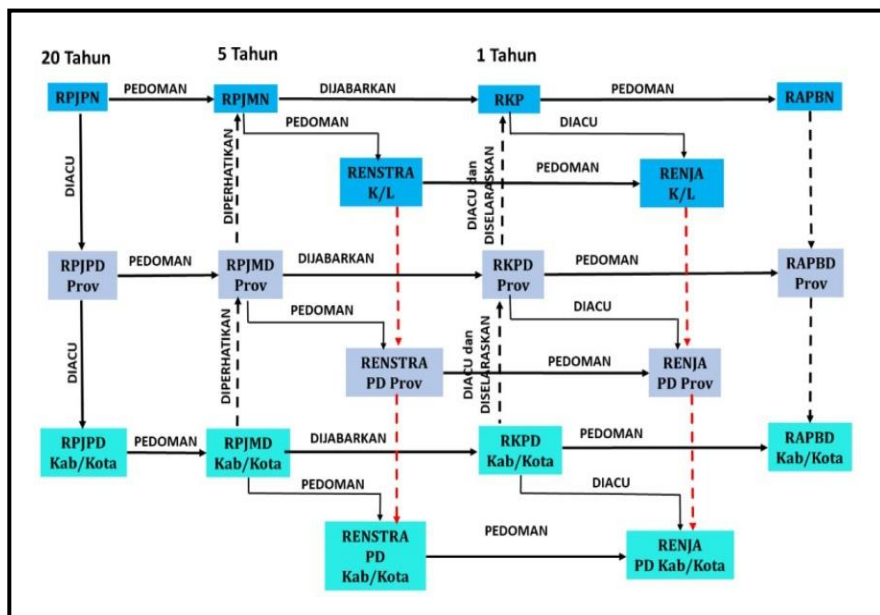 20 Tahun
5 Tahun
1 Tahun
RPJPN
PEDOMAN
RPJMN
DIJABARKAN
RKP
PEDOMAN
RAPBN
PEDOMAN
DIACU
DIACU
DIPERHATIKAN
RENSTRA
K/L
PEDOMAN
DIACU dan
DISELARASKAN
RENJA
K/L
RPJPD
Prov
PEDOMAN
RPJMD
Prov
DIJABARKAN
RKPD
Prov
PEDOMAN
RAPBD
Prov
PEDOMAN
DIACU
DIACU
DIPERHATIKAN
RENSTRA
PD Prov
PEDOMAN
DIACU dan
DISELARASKAN
RENJA
PD Prov
RPJPD
Kab/Kota
PEDOMAN
RPJMD
Kab/Kota
DIJABARKAN
RKPD
Kab/Kota
PEDOMAN
RAPBD
Kab/Kota
PEDOMAN
DIACU
RENSTRA
PD
Kab/Kota
PEDOMAN
RENJA
PD Kab/Kota